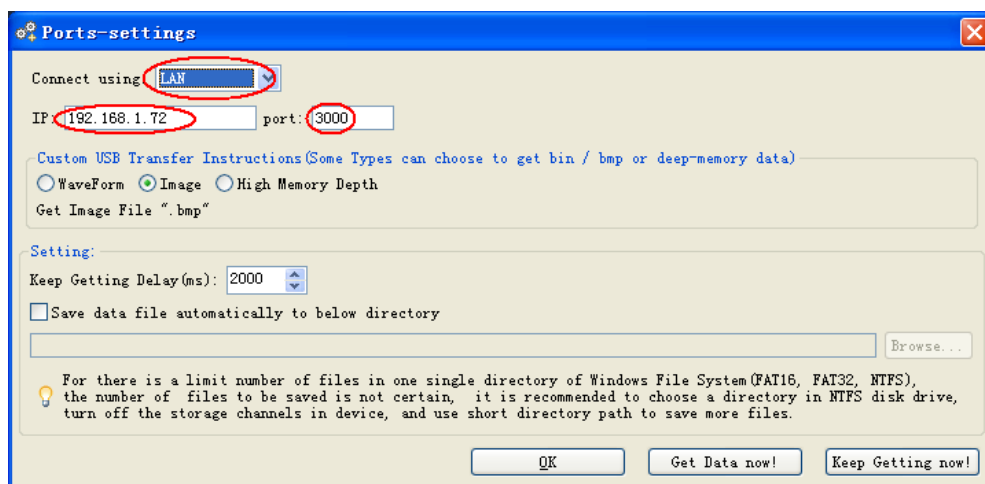 Ports-settings
Connect using: LAN
IP: 192.168.1.72 port: 3000
Custom USB Transfer Instructions(Some Types can choose to get bin / bmp or deep-memory data)
WaveForm Image High Memory Depth
Get Image File ".bmp"
Setting:
Keep Getting Delay(ms): 2000
Save data file automatically to below directory
Browse...
For there is a limit number of files in one single directory of Windows File System(FAT16, FAT32, NTFS),
the number of files to be saved is not certain, it is recommended to choose a directory in NTFS disk drive,
turn off the storage channels in device, and use short directory path to save more files.
OK Get Data now! Keep Getting now!